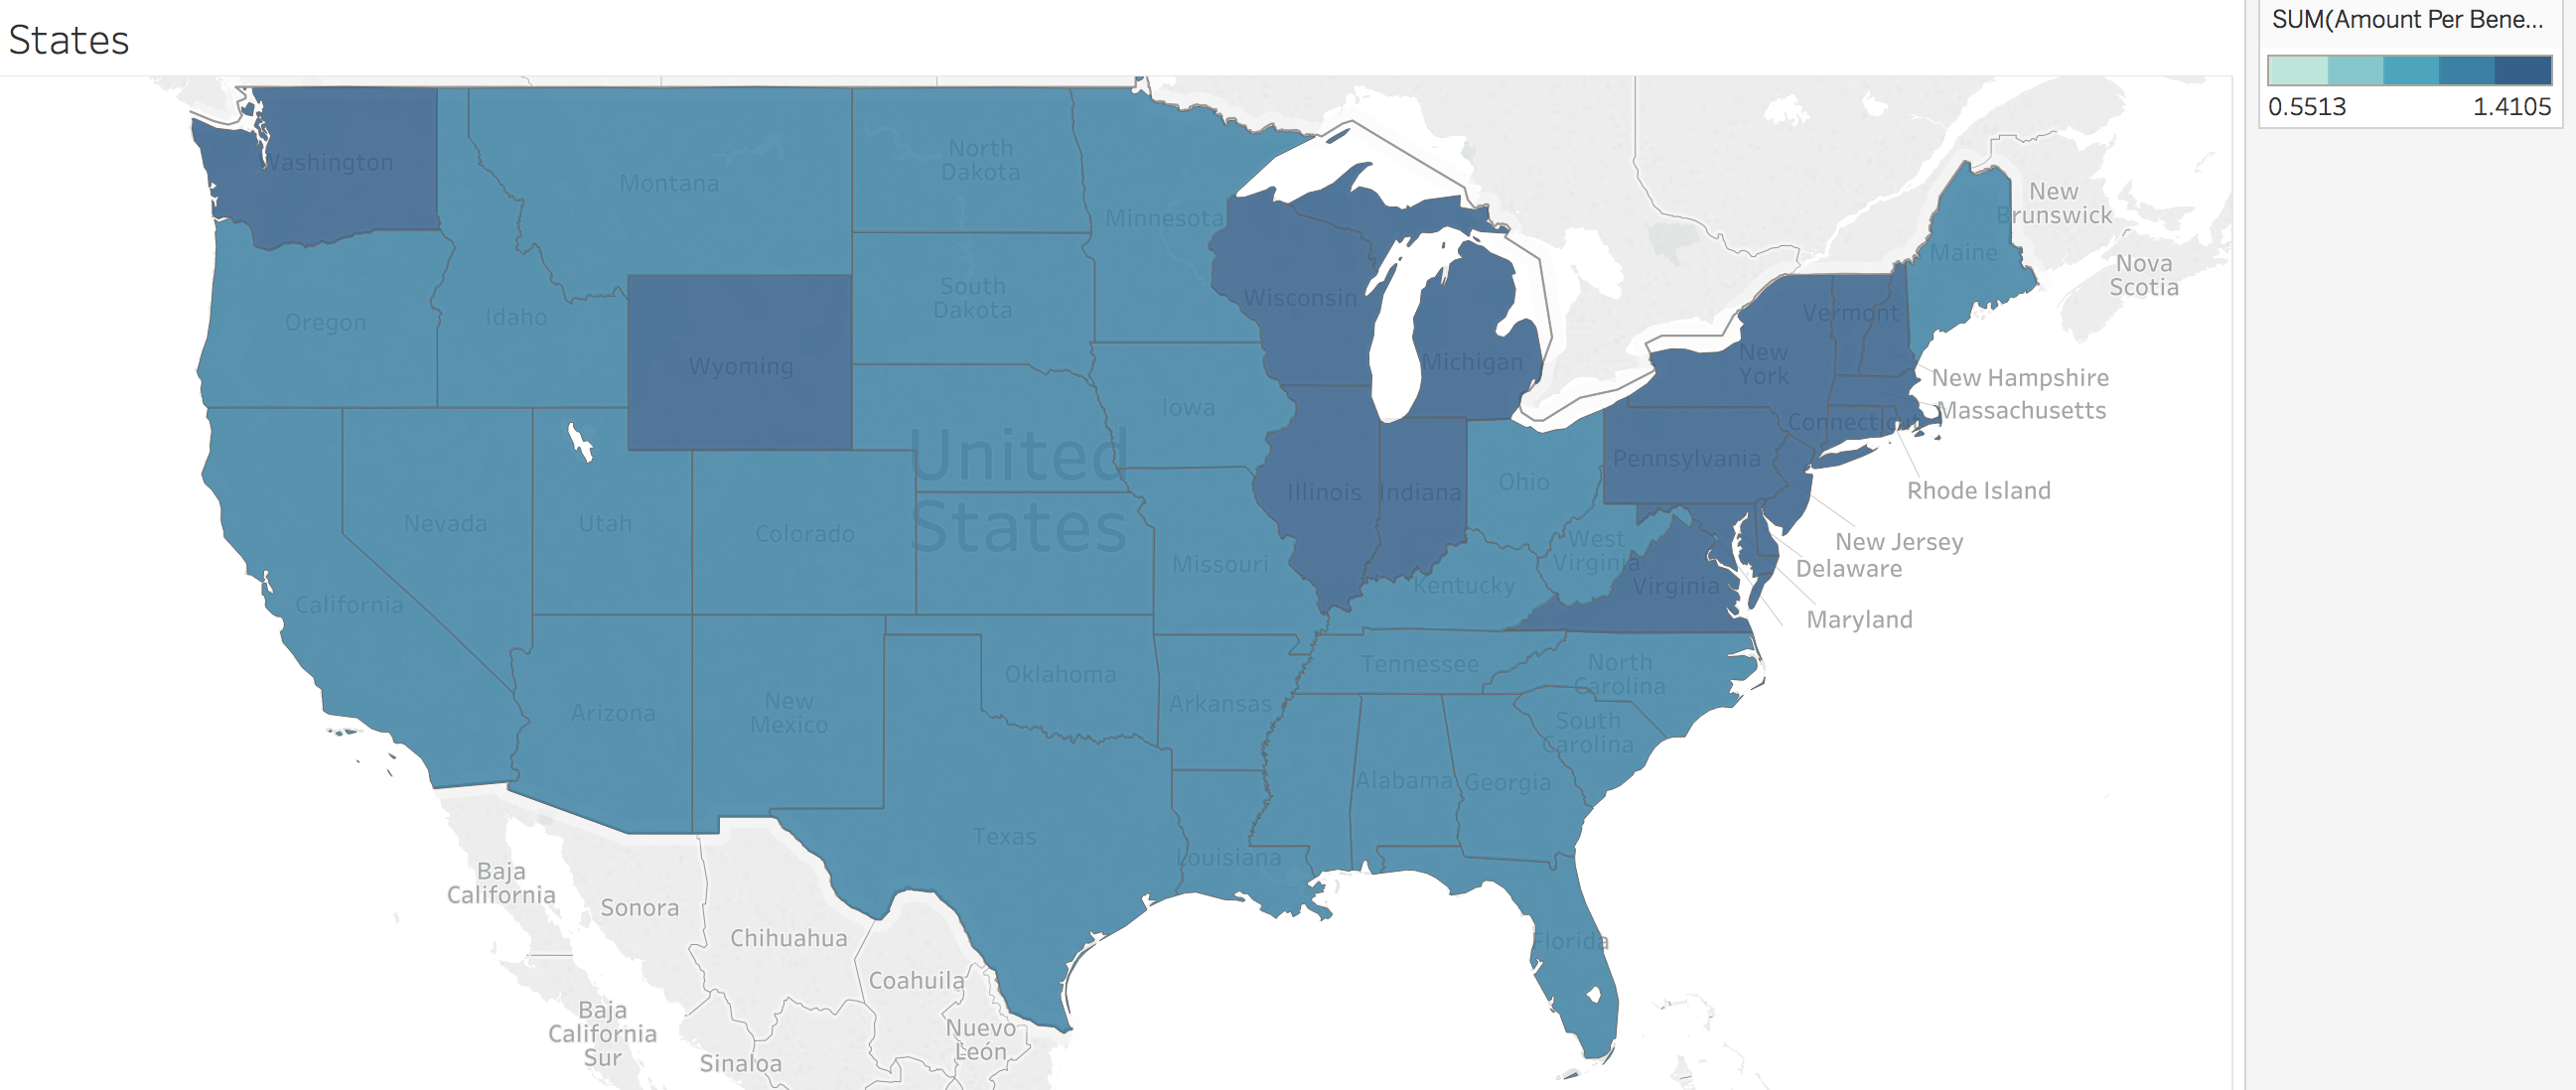 States
SUM(Amount Per Bene...
0.5513
1.4105
Washington
Montana
North
Dakota
Minnesota
Oregon
Idaho
South
Dakota
Wyoming
Wisconsin
Michigan
Maine
New
Brunswick
Nova
Scotia
Vermont
New
York
New Hampshire
Massachusetts
Connecticut
Rhode Island
Iowa
United
States
Illinois
Indiana
Ohio
Pennsylvania
New Jersey
Delaware
Maryland
Nevada
Utah
Colorado
California
Missouri
Kentucky
West
Virginia
Virginia
Arizona
New
Mexico
Oklahoma
Arkansas
Tennessee
North
Carolina
South
Carolina
Texas
Louisiana
Alabama
Georgia
Florida
Baja
California
Sonora
Chihuahua
Coahuila
Baja
California
Sur
Sinaloa
Nuevo
León